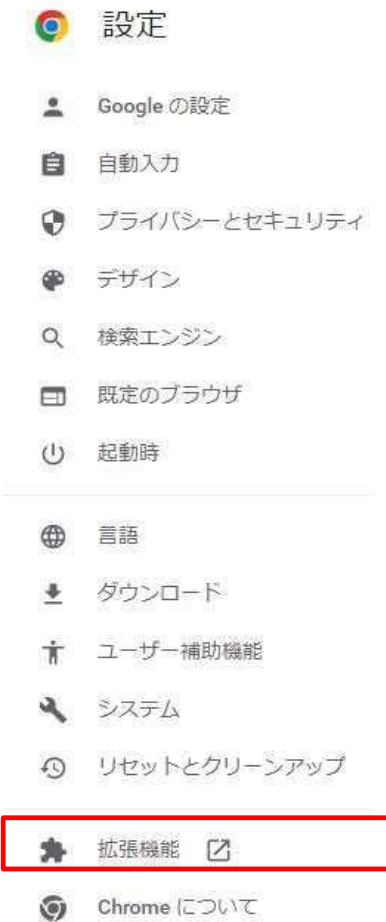 設定
Google の設定
自動入力
プライバシーとセキュリティ
デザイン
検索エンジン
既定のブラウザ
起動時
言語
ダウンロード
ユーザー補助機能
システム
リセットとクリーンアップ
拡張機能
Chrome について